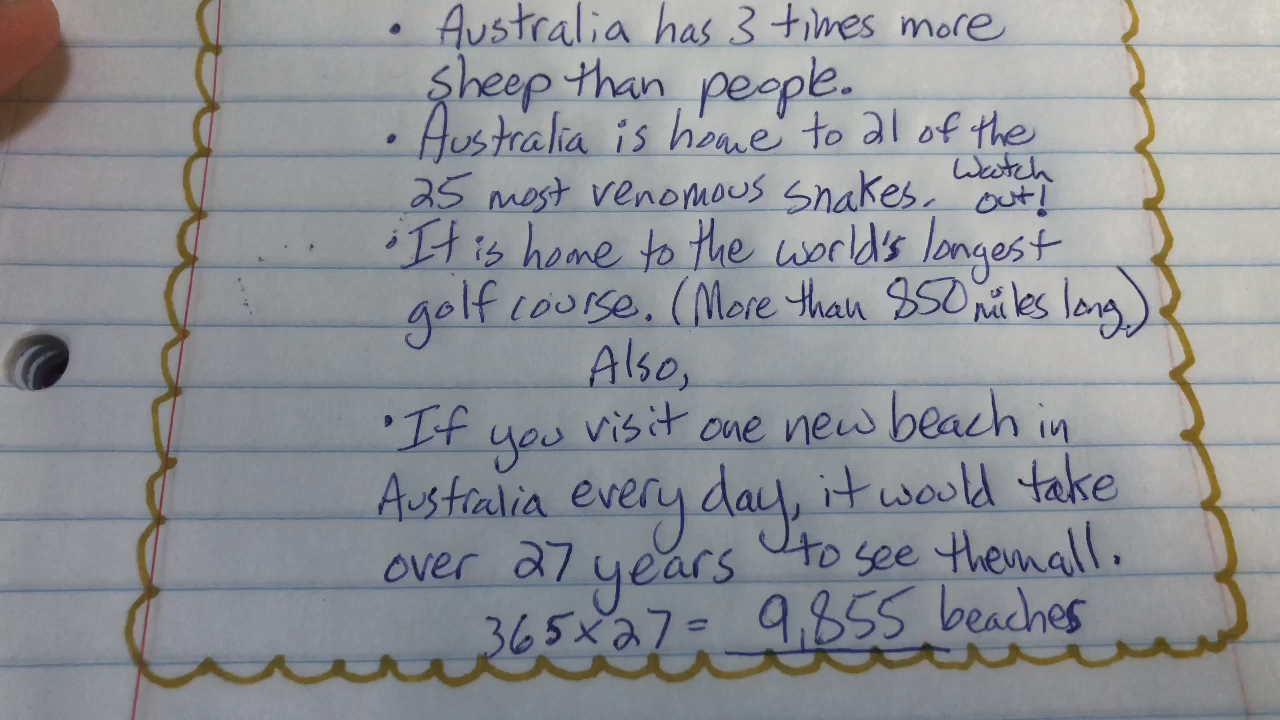 • Australia has 3 times more
sheep than people.
• Australia is home to 21 of the
25 most venomous snakes. Watch out!
• It is home to the world's longest
golf course. (More than 850 miles long.)
Also,
• If you visit one new beach in
Australia every day, it would take
over 27 years to see them all.
365x27= 9,855 beaches